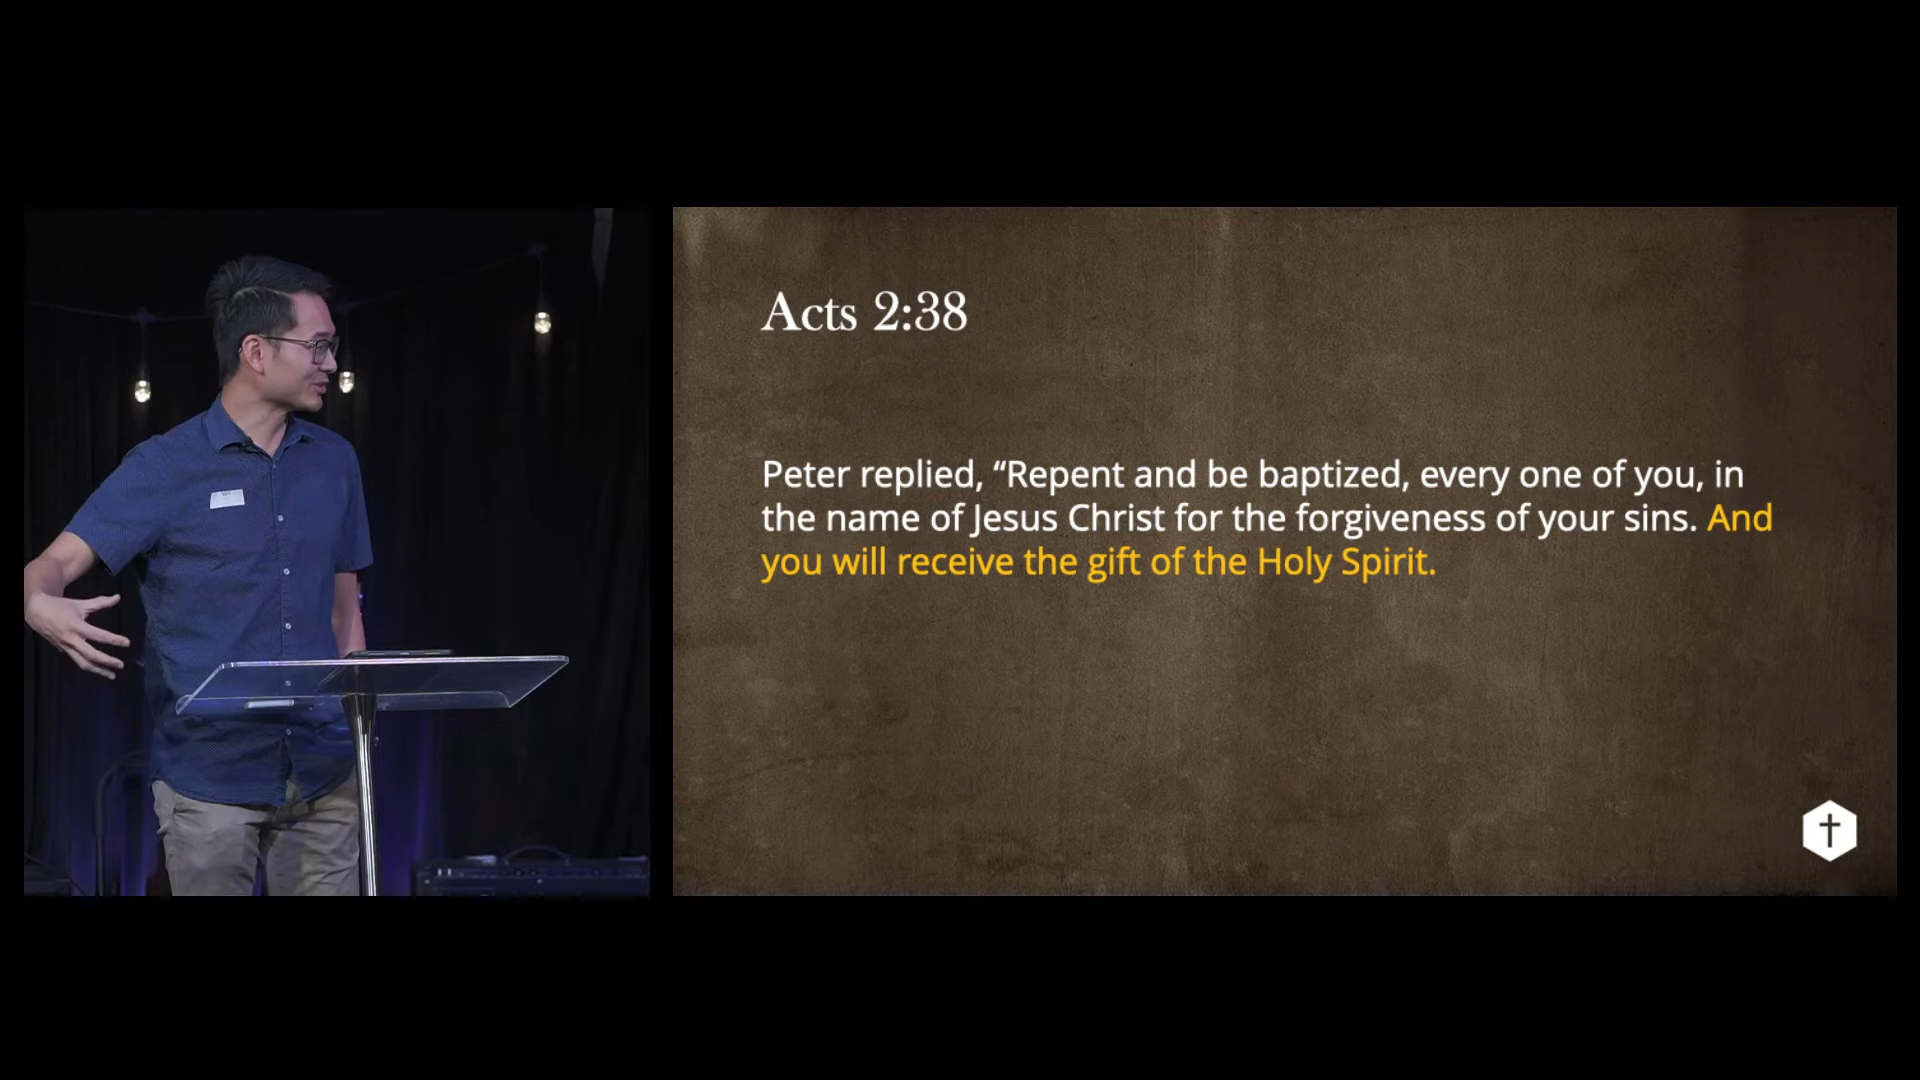 Acts 2:38
Peter replied, “Repent and be baptized, every one of you, in
the name of Jesus Christ for the forgiveness of your sins. And
you will receive the gift of the Holy Spirit.